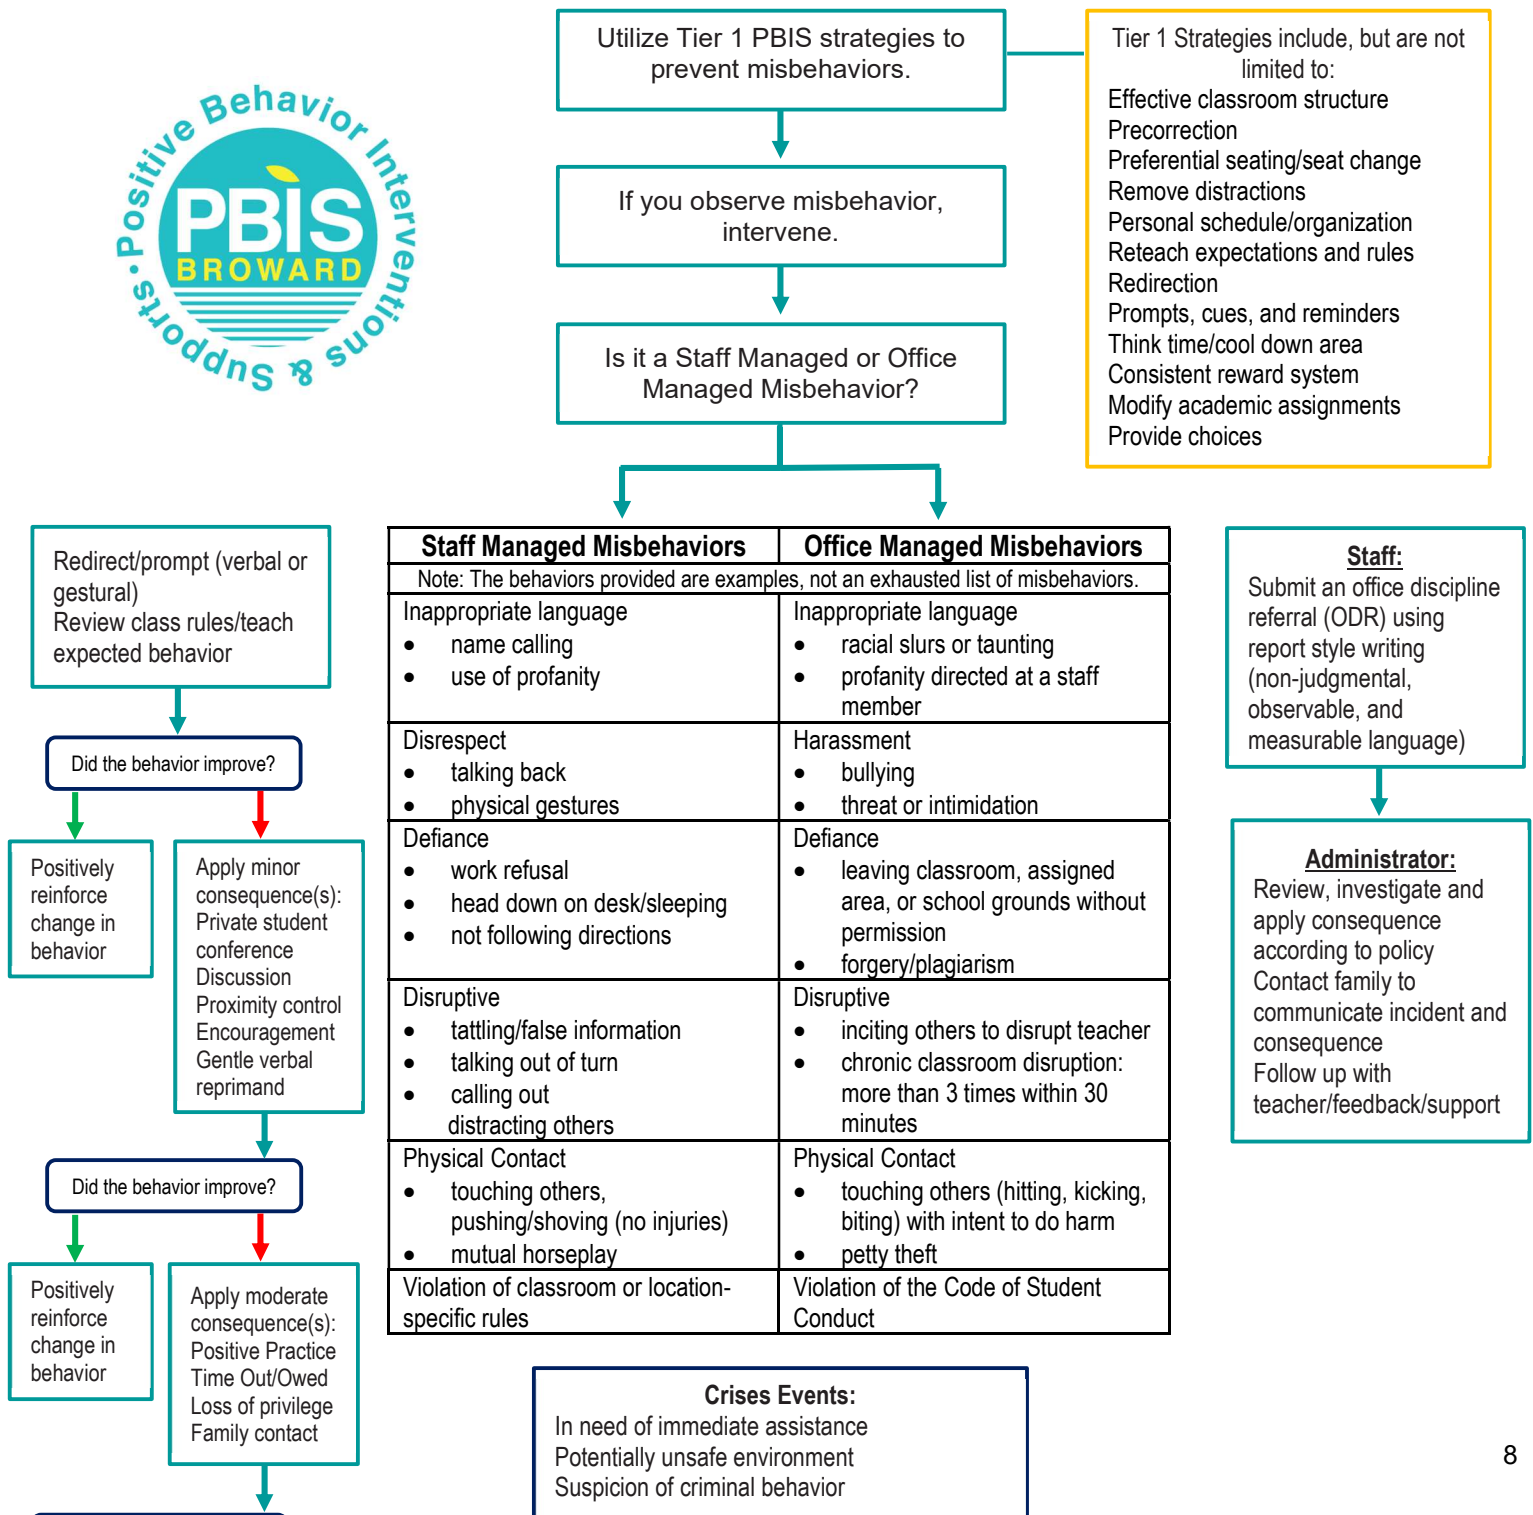 Utilize Tier 1 PBIS strategies to
prevent misbehaviors.
Tier 1 Strategies include, but are not
limited to:
Effective classroom structure
Precorrection
Preferential seating/seat change
Remove distractions
Personal schedule/organization
Reteach expectations and rules
Redirection
Prompts, cues, and reminders
Think time/cool down area
Consistent reward system
Modify academic assignments
Provide choices
• Positive Behavior Interventions & Supports
PBIS
BROWARD
If you observe misbehavior,
intervene.
Is it a Staff Managed or Office
Managed Misbehavior?
Redirect/prompt (verbal or
gestural)
Review class rules/teach
expected behavior
Did the behavior improve?
Positively
reinforce
change in
behavior
Apply minor
consequence(s):
Private student
conference
Discussion
Proximity control
Encouragement
Gentle verbal
reprimand
Did the behavior improve?
Positively
reinforce
change in
behavior
Apply moderate
consequence(s):
Positive Practice
Time Out/Owed
Loss of privilege
Family contact
Staff Managed Misbehaviors
Office Managed Misbehaviors
Note: The behaviors provided are examples, not an exhausted list of misbehaviors.
Inappropriate language
• name calling
• use of profanity
Inappropriate language
• racial slurs or taunting
• profanity directed at a staff
member
Disrespect
• talking back
• physical gestures
Harassment
• bullying
• threat or intimidation
Defiance
• work refusal
• head down on desk/sleeping
• not following directions
Defiance
• leaving classroom, assigned
area, or school grounds without
permission
• forgery/plagiarism
Disruptive
• tattling/false information
• talking out of turn
• calling out
distracting others
Disruptive
• inciting others to disrupt teacher
• chronic classroom disruption:
more than 3 times within 30
minutes
Physical Contact
• touching others,
pushing/shoving (no injuries)
• mutual horseplay
Physical Contact
• touching others (hitting, kicking,
biting) with intent to do harm
• petty theft
Violation of classroom or location-
specific rules
Violation of the Code of Student
Conduct
Staff:
Submit an office discipline
referral (ODR) using
report style writing
(non-judgmental,
observable, and
measurable language)
Administrator:
Review, investigate and
apply consequence
according to policy
Contact family to
communicate incident and
consequence
Follow up with
teacher/feedback/support
Crises Events:
In need of immediate assistance
Potentially unsafe environment
Suspicion of criminal behavior
8